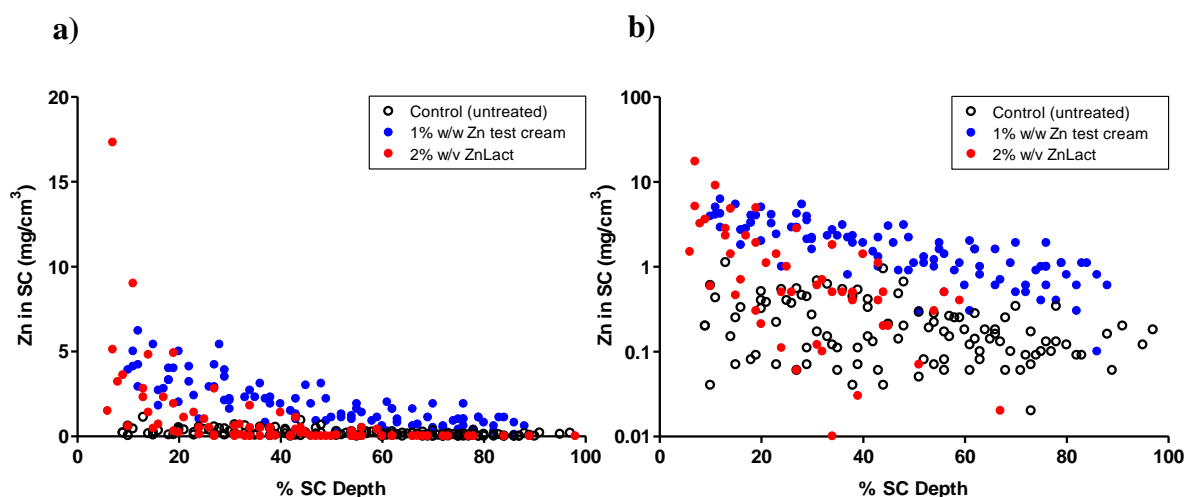 a)
20
15
10
5
0
0 20 40 60 80 100
Zn in SC (mg/cm³)
% SC Depth
Control (untreated)
1% w/w Zn test cream
2% w/v ZnLact
b)
100
10
1
0.1
0.01
0 20 40 60 80 100
Zn in SC (mg/cm³)
% SC Depth
Control (untreated)
1% w/w Zn test cream
2% w/v ZnLact